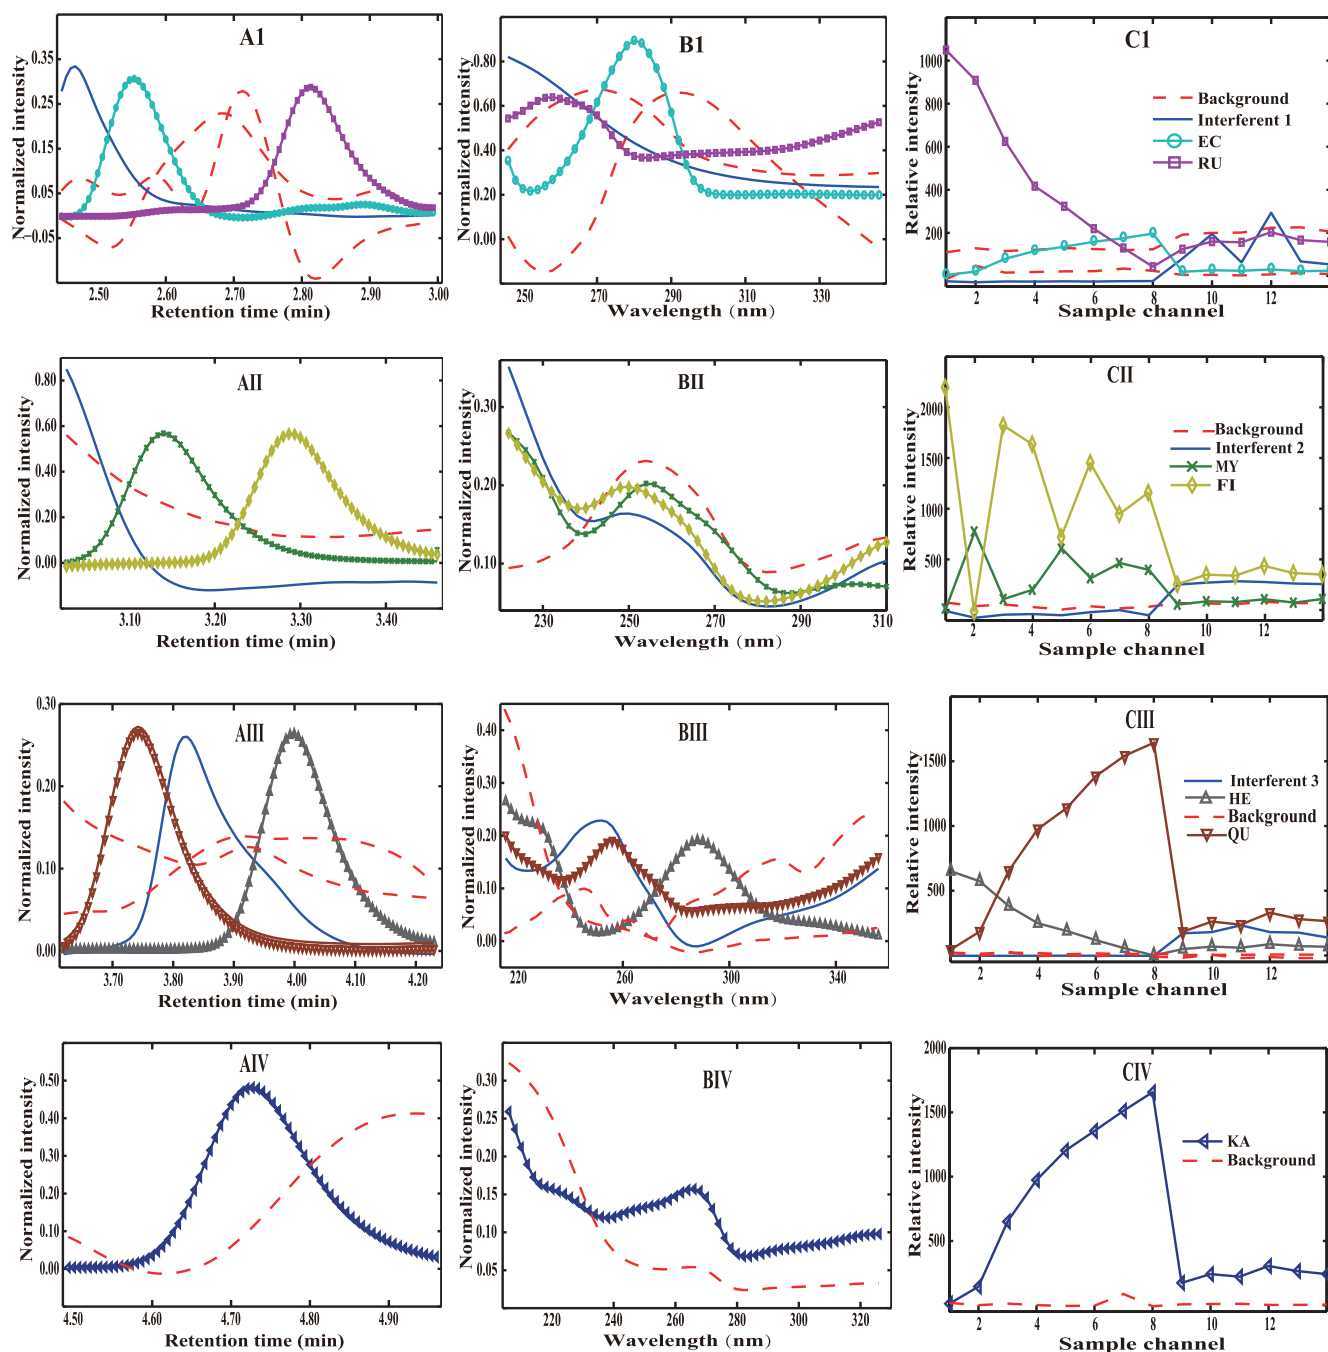 A1
Normalized intensity
0.35
0.25
0.15
0.05
−0.05
2.50 2.60 2.70 2.80 2.90 3.00
Retention time (min)
B1
Normalized intensity
0.80
0.60
0.40
0.20
0.00
250 270 290 310 330
Wavelength (nm)
C1
Relative intensity
1000
800
600
400
200
Background
Interferent 1
EC
RU
2 4 6 8 10 12
Sample channel
AII
Normalized intensity
0.80
0.60
0.40
0.20
0.00
3.10 3.20 3.30 3.40
Retention time (min)
BII
Normalized intensity
0.30
0.20
0.10
230 250 270 290 310
Wavelength (nm)
CII
Relative intensity
2000
1500
1000
500
Background
Interferent 2
MY
FI
2 4 6 8 10 12
Sample channel
AIII
Normalized intensity
0.30
0.20
0.10
0.00
3.70 3.80 3.90 4.00 4.10 4.20
Retention time (min)
BIII
Normalized intensity
0.40
0.30
0.20
0.10
0.00
220 260 300 340
Wavelength (nm)
CIII
Relative intensity
1500
1000
500
Interferent 3
HE
Background
QU
2 4 6 8 10 12
Sample channel
AIV
Normalized intensity
0.50
0.40
0.30
0.20
0.10
0.00
4.50 4.60 4.70 4.80 4.90
Retention time (min)
BIV
Normalized intensity
0.30
0.25
0.20
0.15
0.10
0.05
220 240 260 280 300 320
Wavelength (nm)
CIV
Relative intensity
2000
1500
1000
500
KA
Background
2 4 6 8 10 12
Sample channel